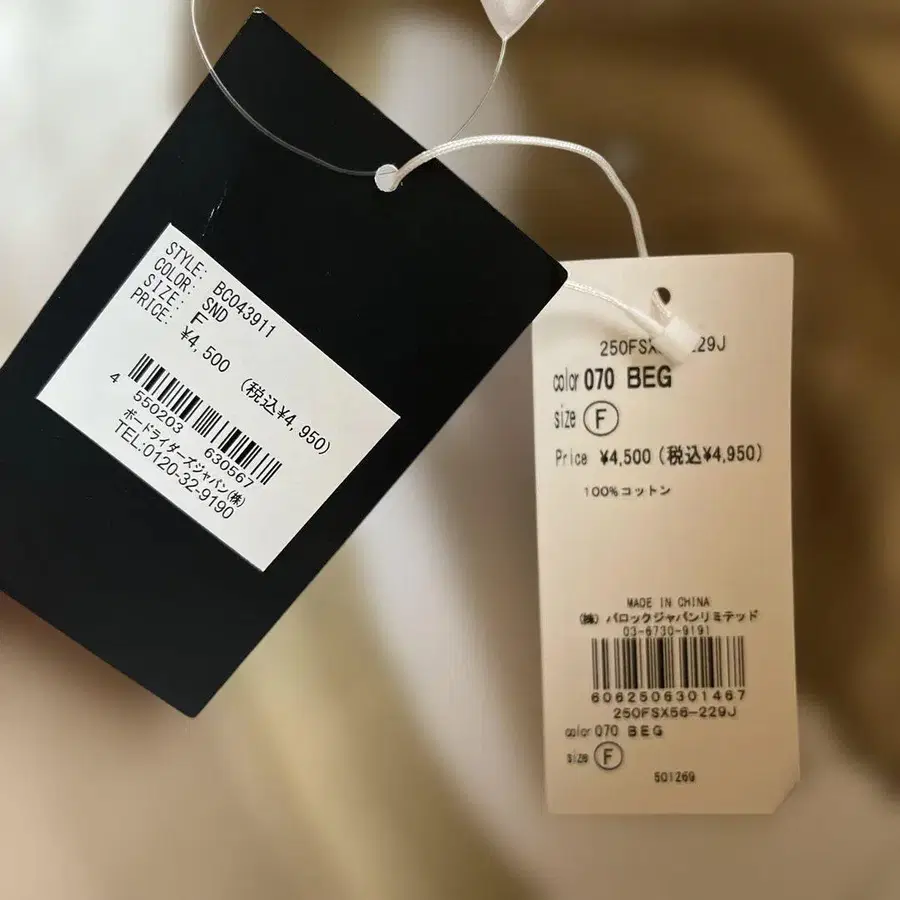 STYLE: BC043911
COLOR: SND
SIZE: F
PRICE: ¥4,500 (税込¥4,950)
4 550203 630567
ボードライダーズジャパン(株)
TEL:0120-32-9190
250FSX 229J
color 070 BEG
size F
Price ¥4,500(税込¥4,950)
100%コットン
MADE IN CHINA
(株) バロックジャパンリミテッド
03-6730-9191
6062506301467
250FSX56-229J
color 070 BEG
size F
501269